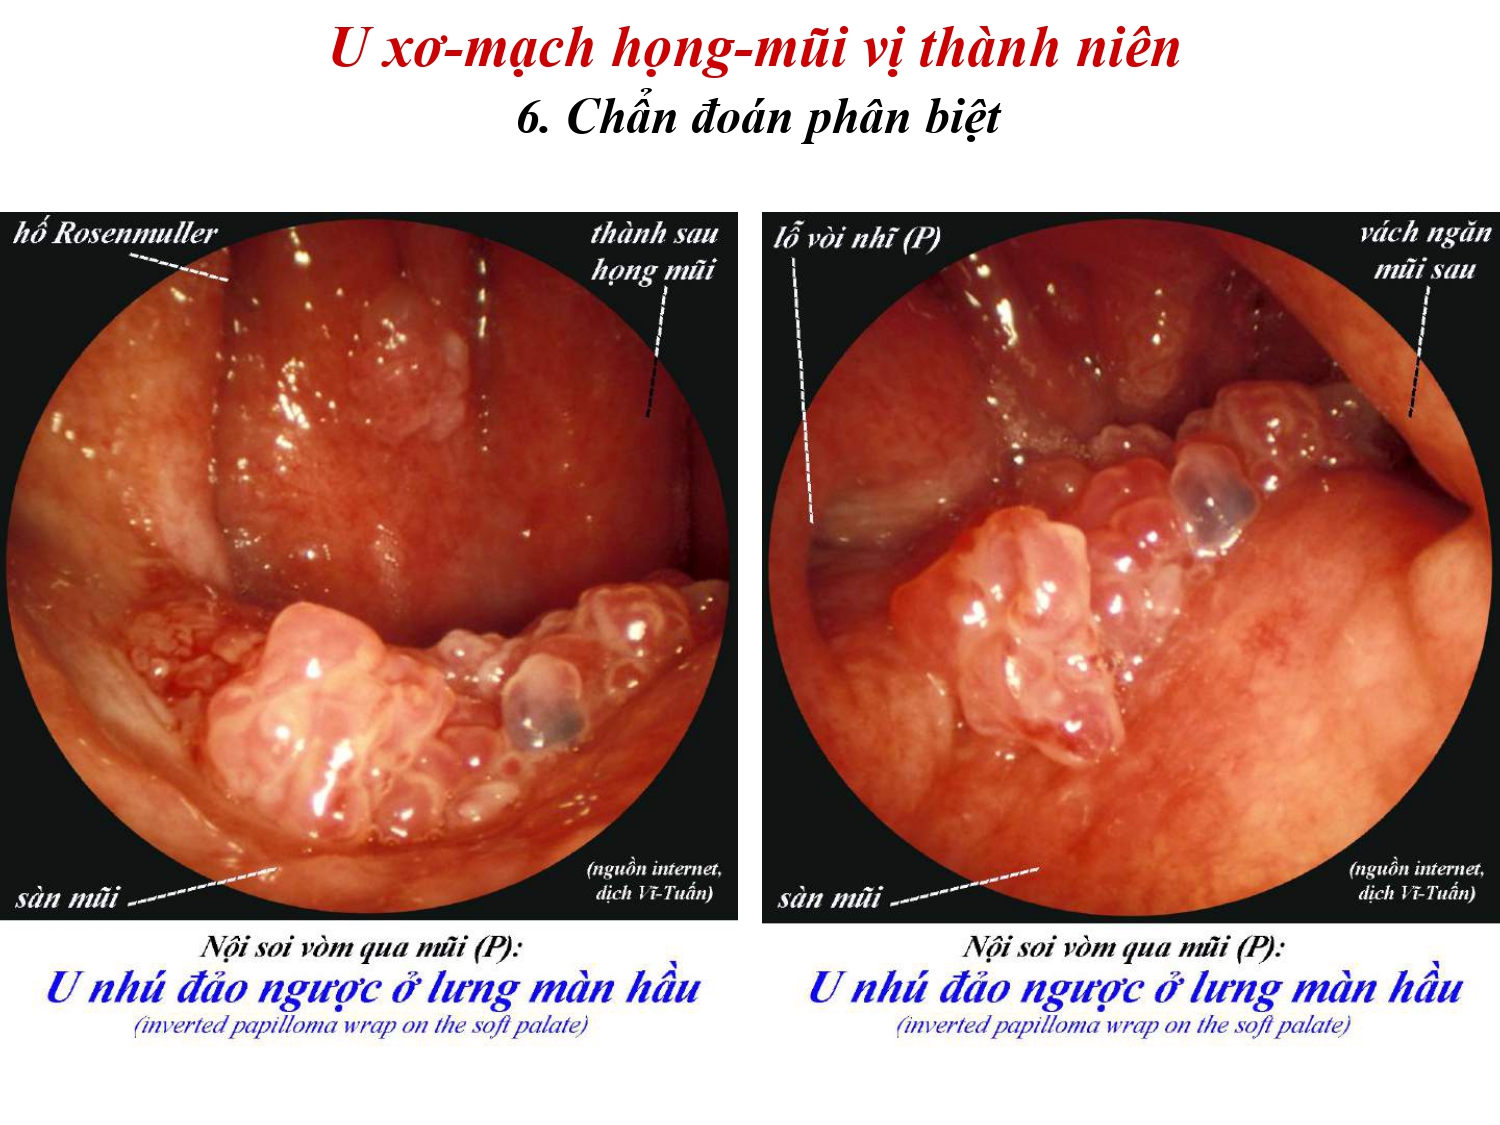 U xơ-mạch họng-mũi vị thành niên
6. Chẩn đoán phân biệt
hố Rosenmuller
thành sau
họng mũi
sàn mũi
(nguồn internet,
dịch Vĩ-Tuấn)
Nội soi vòm qua mũi (P):
U nhú đảo ngược ở lưng màn hầu
(inverted papilloma wrap on the soft palate)
lỗ vòi nhĩ (P)
vách ngăn
mũi sau
sàn mũi
(nguồn internet,
dịch Vĩ-Tuấn)
Nội soi vòm qua mũi (P):
U nhú đảo ngược ở lưng màn hầu
(inverted papilloma wrap on the soft palate)